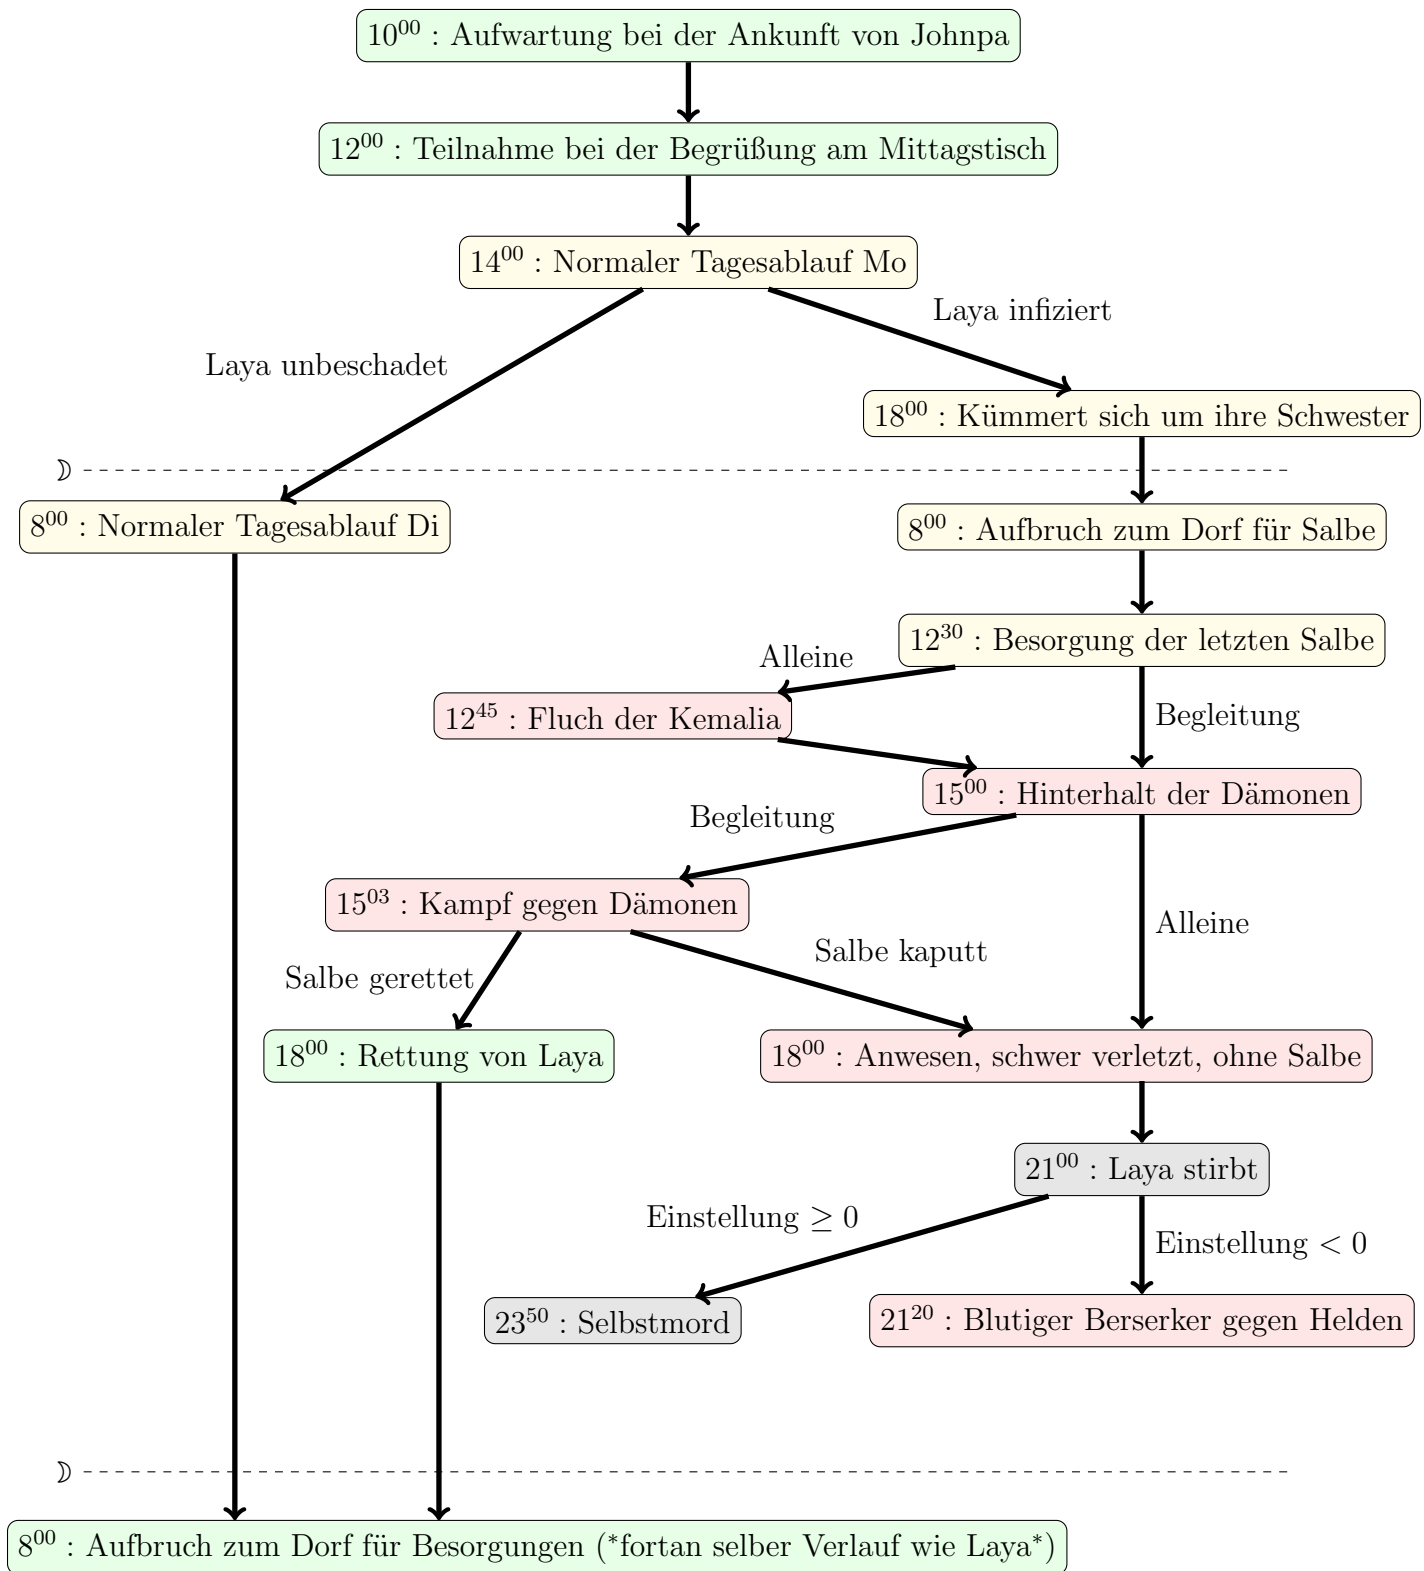 10⁰⁰ : Aufwartung bei der Ankunft von Johnpa
12⁰⁰ : Teilnahme bei der Begrüßung am Mittagstisch
14⁰⁰ : Normaler Tagesablauf Mo
Laya infiziert
Laya unbeschadet
18⁰⁰ : Kümmert sich um ihre Schwester
8⁰⁰ : Normaler Tagesablauf Di
8⁰⁰ : Aufbruch zum Dorf für Salbe
12³⁰ : Besorgung der letzten Salbe
Alleine
Begleitung
12⁴⁵ : Fluch der Kemalia
15⁰⁰ : Hinterhalt der Dämonen
Begleitung
15⁰³ : Kampf gegen Dämonen
Alleine
Salbe kaputt
Salbe gerettet
18⁰⁰ : Rettung von Laya
18⁰⁰ : Anwesen, schwer verletzt, ohne Salbe
21⁰⁰ : Laya stirbt
Einstellung ≥ 0
Einstellung < 0
23⁵⁰ : Selbstmord
21²⁰ : Blutiger Berserker gegen Helden
8⁰⁰ : Aufbruch zum Dorf für Besorgungen (*fortan selber Verlauf wie Laya*)